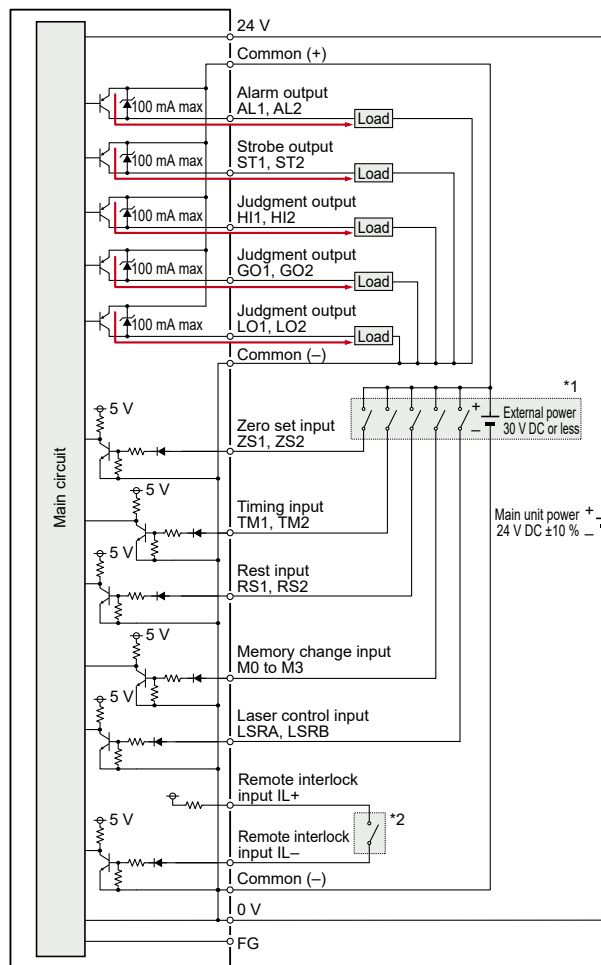 24 V
Common (+)
Alarm output
AL1, AL2
100 mA max
Load
Strobe output
ST1, ST2
100 mA max
Load
Judgment output
HI1, HI2
100 mA max
Load
Judgment output
GO1, GO2
100 mA max
Load
Judgment output
LO1, LO2
100 mA max
Load
Common (–)
*1
+
–
External power
30 V DC or less
5 V
Zero set input
ZS1, ZS2
Main circuit
5 V
Timing input
TM1, TM2
Main unit power
24 V DC ±10 %
+
–
5 V
Rest input
RS1, RS2
5 V
Memory change input
M0 to M3
5 V
Laser control input
LSRA, LSRB
Remote interlock
input IL+
*2
5 V
Remote interlock
input IL–
Common (–)
0 V
FG